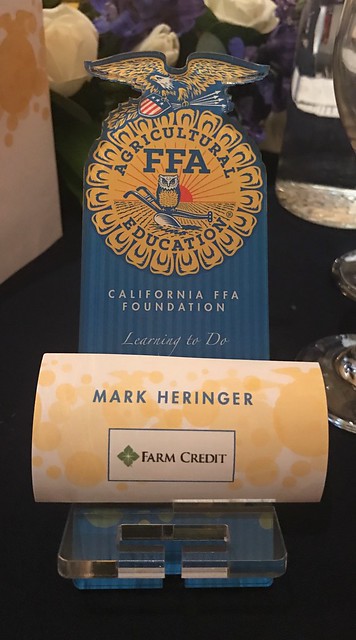 AGRICULTURAL
FFA
EDUCATION®
CALIFORNIA FFA
FOUNDATION
Learning to Do
MARK HERINGER
FARM CREDIT